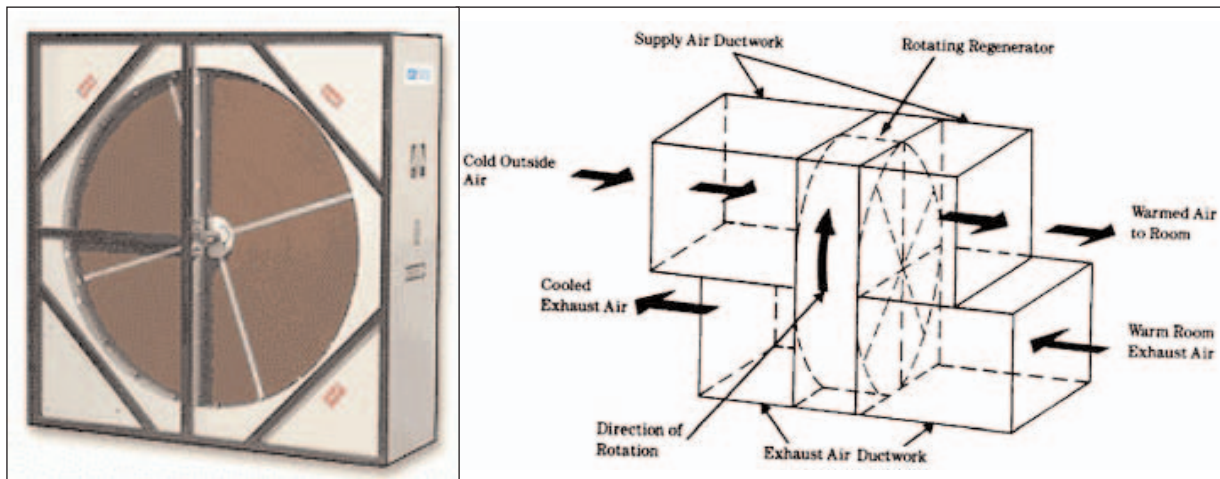 Supply Air Ductwork
Rotating Regenerator
Cold Outside
Air
Warmed Air
to Room
Cooled
Exhaust Air
Warm Room
Exhaust Air
Direction of
Rotation
Exhaust Air Ductwork